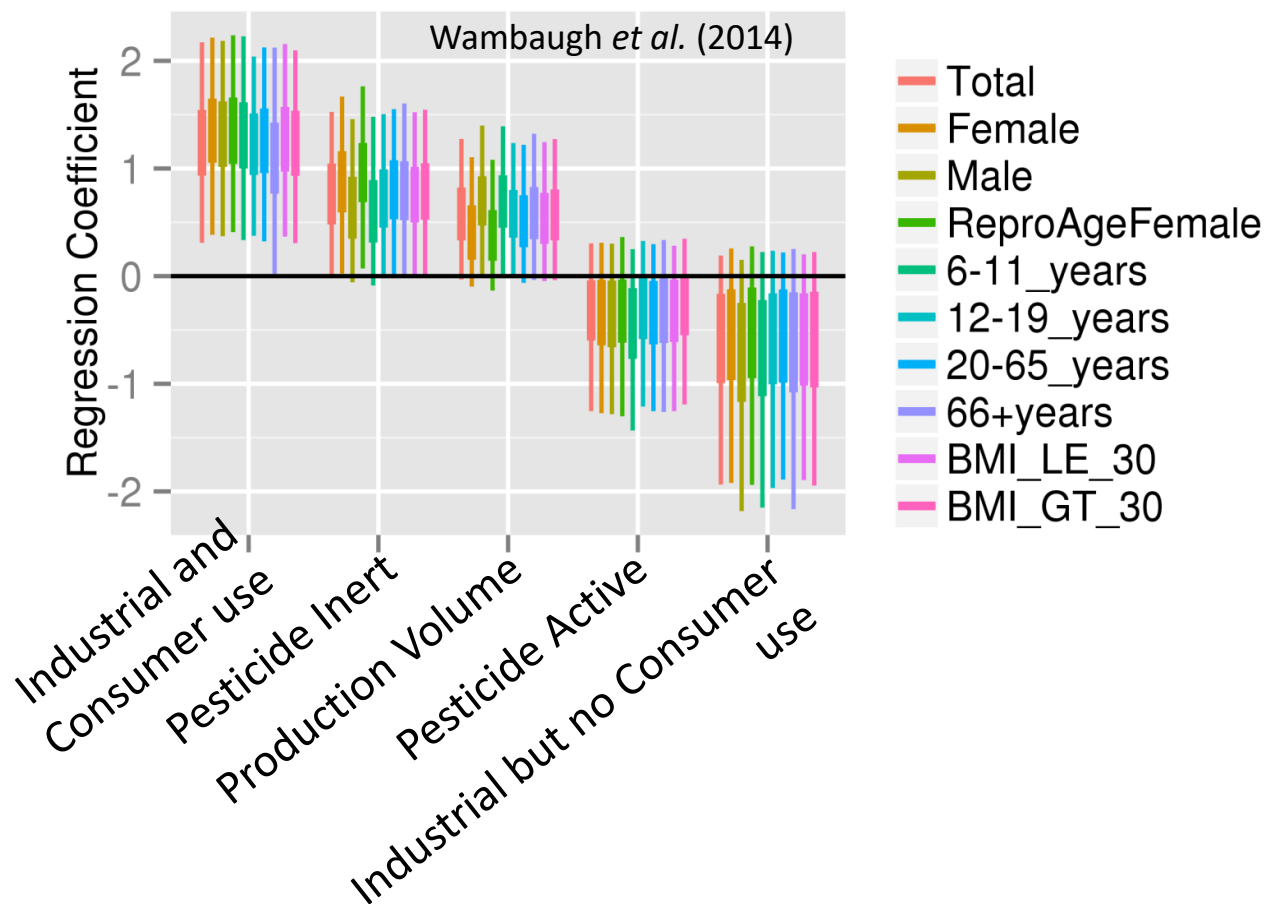 Wambaugh et al. (2014)
Regression Coefficient
2
1
0
-1
-2
Industrial and
Consumer use
Pesticide Inert
Production Volume
Pesticide Active
Industrial but no Consumer
use
Total
Female
Male
ReproAgeFemale
6-11_years
12-19_years
20-65_years
66+years
BMI_LE_30
BMI_GT_30